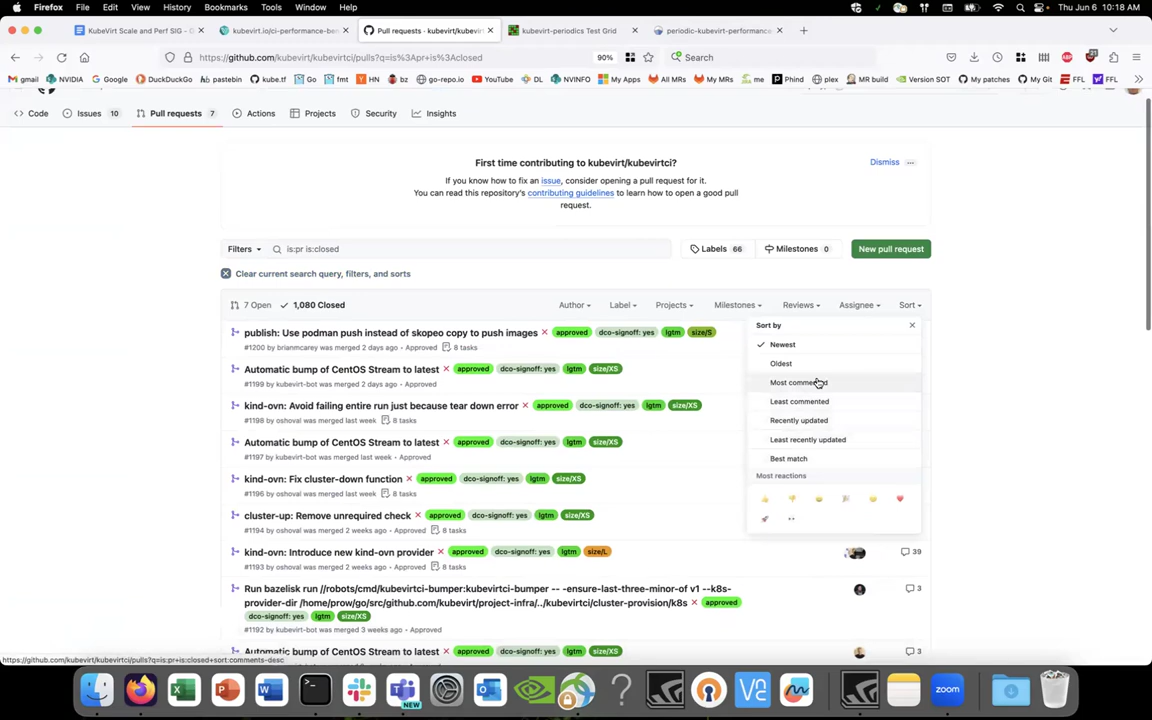 Firefox File Edit View History Bookmarks Tools Window Help Thu Jun 6 10:18 AM
KubeVirt Scale and Perf SIG - G kubevirt.io/ci-performance-ben Pull requests · kubevirt/kubevirt kubevirt-periodics Test Grid periodic-kubevirt-performance
https://github.com/kubevirt/kubevirtci/pulls?q=is%3Apr+is%3Aclosed 90% Search
gmail NVIDIA Google DuckDuckGo pastebin kube.tf Go fmt HN bz go-repo.io YouTube DL NVINFO My Apps All MRs My MRs me Phind plex MR build Version SOT My patches My Git FFL FFL
Code Issues 10 Pull requests 7 Actions Projects Security Insights
First time contributing to kubevirt/kubevirtci?
Dismiss ...
If you know how to fix an issue, consider opening a pull request for it.
You can read this repository's contributing guidelines to learn how to open a good pull
request.
Filters is:pr is:closed Labels 66 Milestones 0 New pull request
Clear current search query, filters, and sorts
7 Open 1,080 Closed Author Label Projects Milestones Reviews Assignee Sort
publish: Use podman push instead of skopeo copy to push images approved dco-signoff: yes lgtm size/S
#1200 by brianmcarey was merged 2 days ago • Approved 8 tasks
Automatic bump of CentOS Stream to latest approved dco-signoff: yes lgtm size/XS
#1199 by kubevirt-bot was merged 2 days ago • Approved
kind-ovn: Avoid failing entire run just because tear down error approved dco-signoff: yes lgtm size/XS
#1198 by oshoval was merged last week • Approved 8 tasks
Automatic bump of CentOS Stream to latest approved dco-signoff: yes lgtm size/XS
#1197 by kubevirt-bot was merged last week • Approved
kind-ovn: Fix cluster-down function approved dco-signoff: yes lgtm size/XS
#1196 by oshoval was merged last week • Approved 8 tasks
cluster-up: Remove unrequired check approved dco-signoff: yes lgtm size/XS
#1194 by oshoval was merged 2 weeks ago • Approved 8 tasks
kind-ovn: Introduce new kind-ovn provider approved dco-signoff: yes lgtm size/L 39
#1193 by oshoval was merged 2 weeks ago • Approved 8 tasks
Run bazelisk run //robots/cmd/kubevirtci-bumper:kubevirtci-bumper -- -ensure-last-three-minor-of v1 --k8s- 3
provider-dir /home/prow/go/src/github.com/kubevirt/project-infra/../kubevirtci/cluster-provision/k8s approved
dco-signoff: yes lgtm size/XS
#1192 by kubevirt-bot was merged 3 weeks ago • Approved
Automatic bump of CentOS Stream to latest approved dco-signoff: yes lgtm size/XS 3
Sort by
Newest
Oldest
Most commented
Least commented
Recently updated
Least recently updated
Best match
Most reactions
https://github.com/kubevirt/kubevirtci/pulls?q=is:pr+is:closed+sort:comments-desc
NEW
zoom